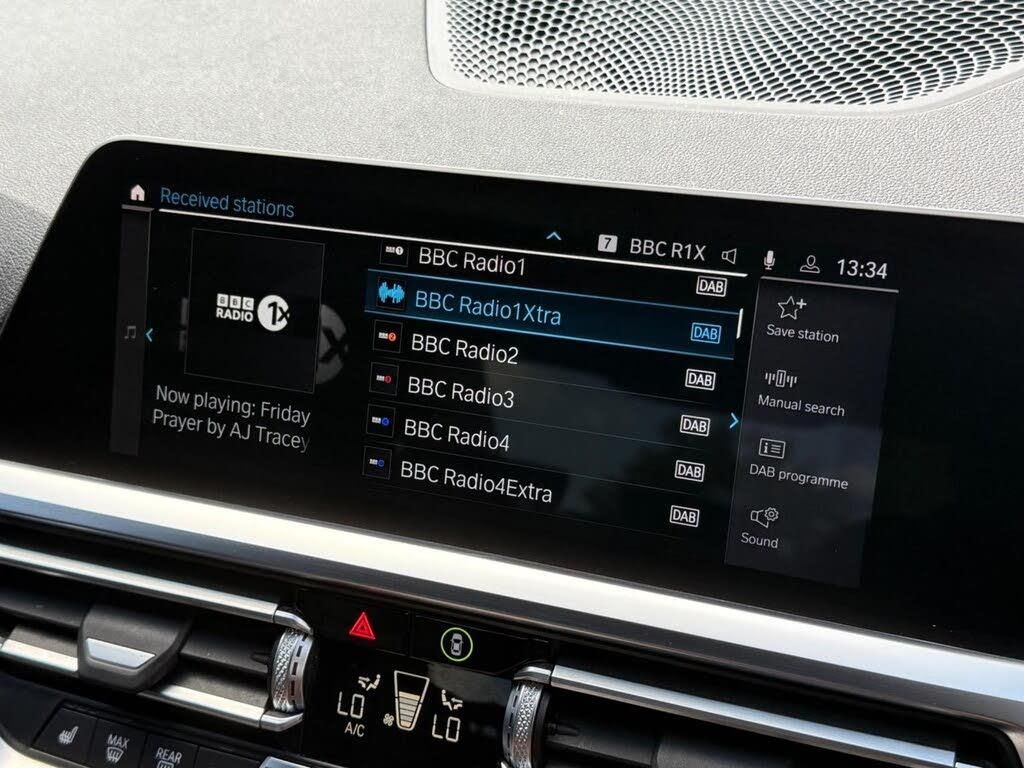 Received stations
7 BBC R1X
13:34
BBC RADIO 1X
Now playing: Friday
Prayer by AJ Tracey
BBC Radio1 DAB
BBC Radio1Xtra DAB
BBC Radio2 DAB
BBC Radio3 DAB
BBC Radio4 DAB
BBC Radio4Extra DAB
Save station
Manual search
DAB programme
Sound
LO
A/C
LO
MAX
REAR